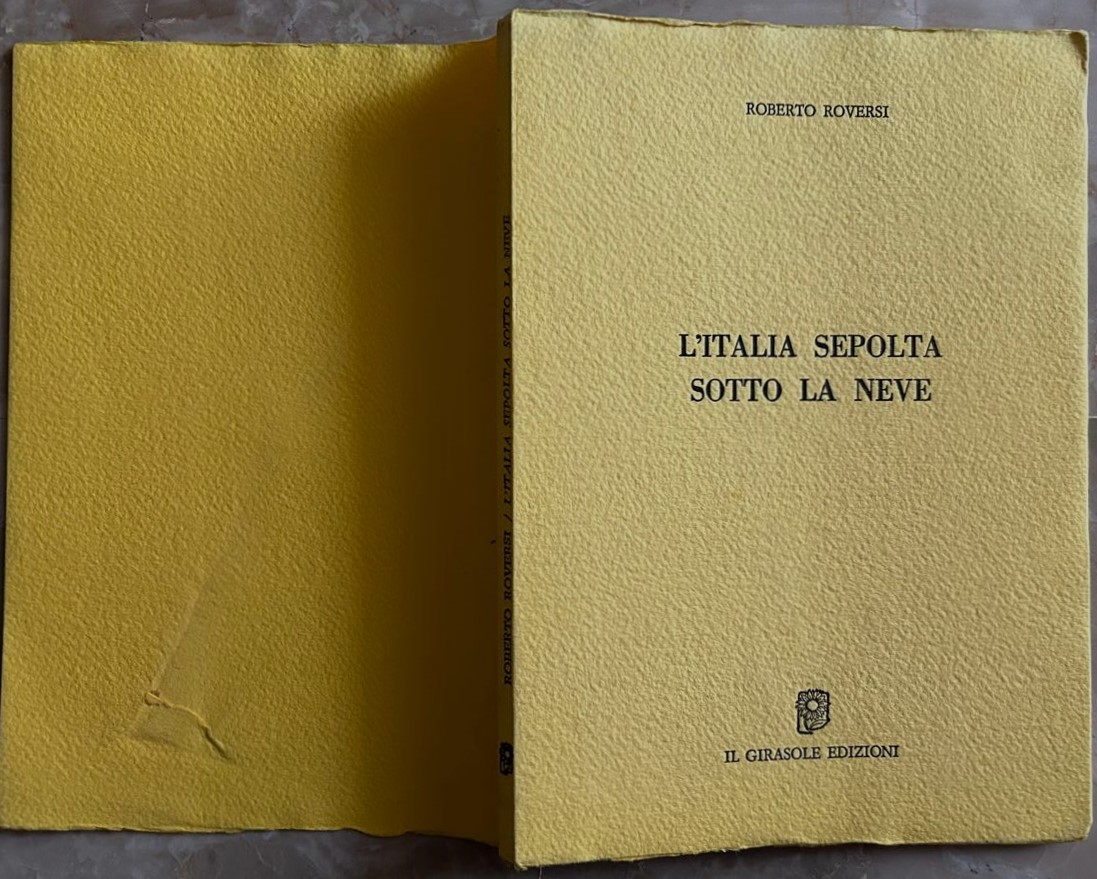 ROBERTO ROVERSI
L'ITALIA SEPOLTA
SOTTO LA NEVE
IL GIRASOLE EDIZIONI
ROBERTO ROVERSI / L'ITALIA SEPOLTA SOTTO LA NEVE